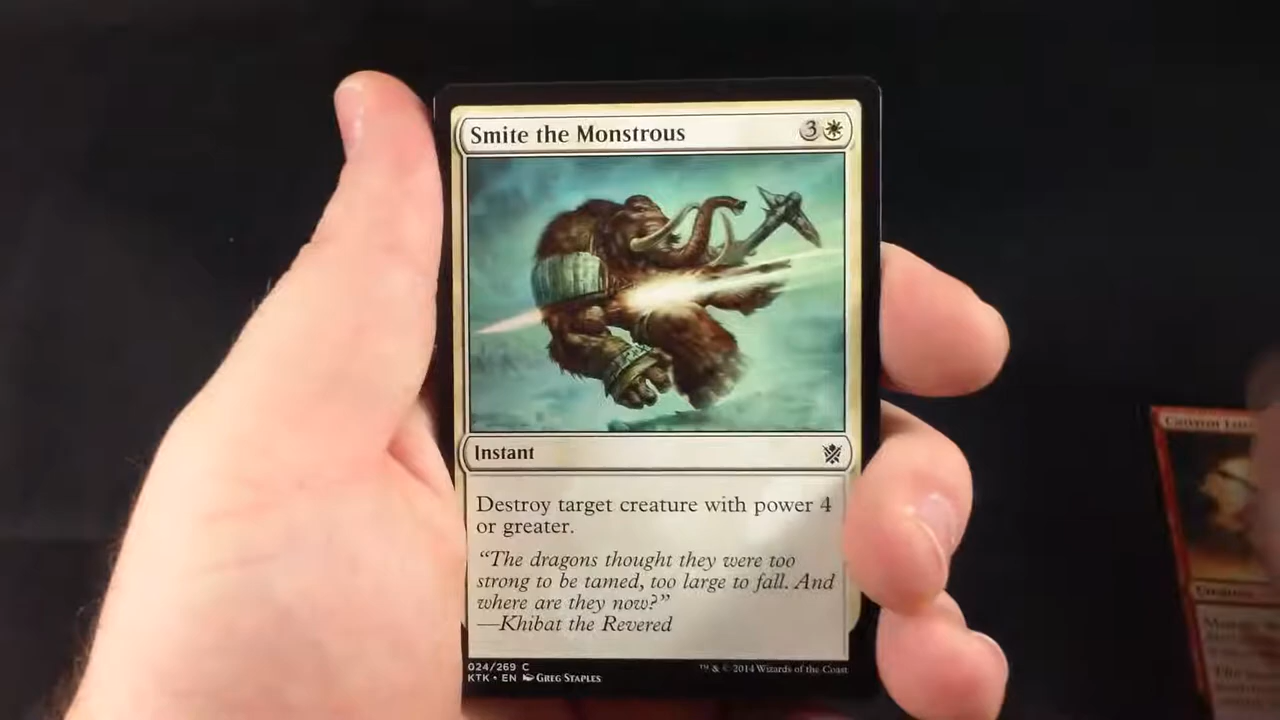 Smite the Monstrous
3
Instant
Destroy target creature with power 4
or greater.
"The dragons thought they were too
strong to be tamed, too large to fall. And
where are they now?"
—Khibat the Revered
024/269 C
KTK • EN GREG STAPLES
™ & © 2014 Wizards of the Coast